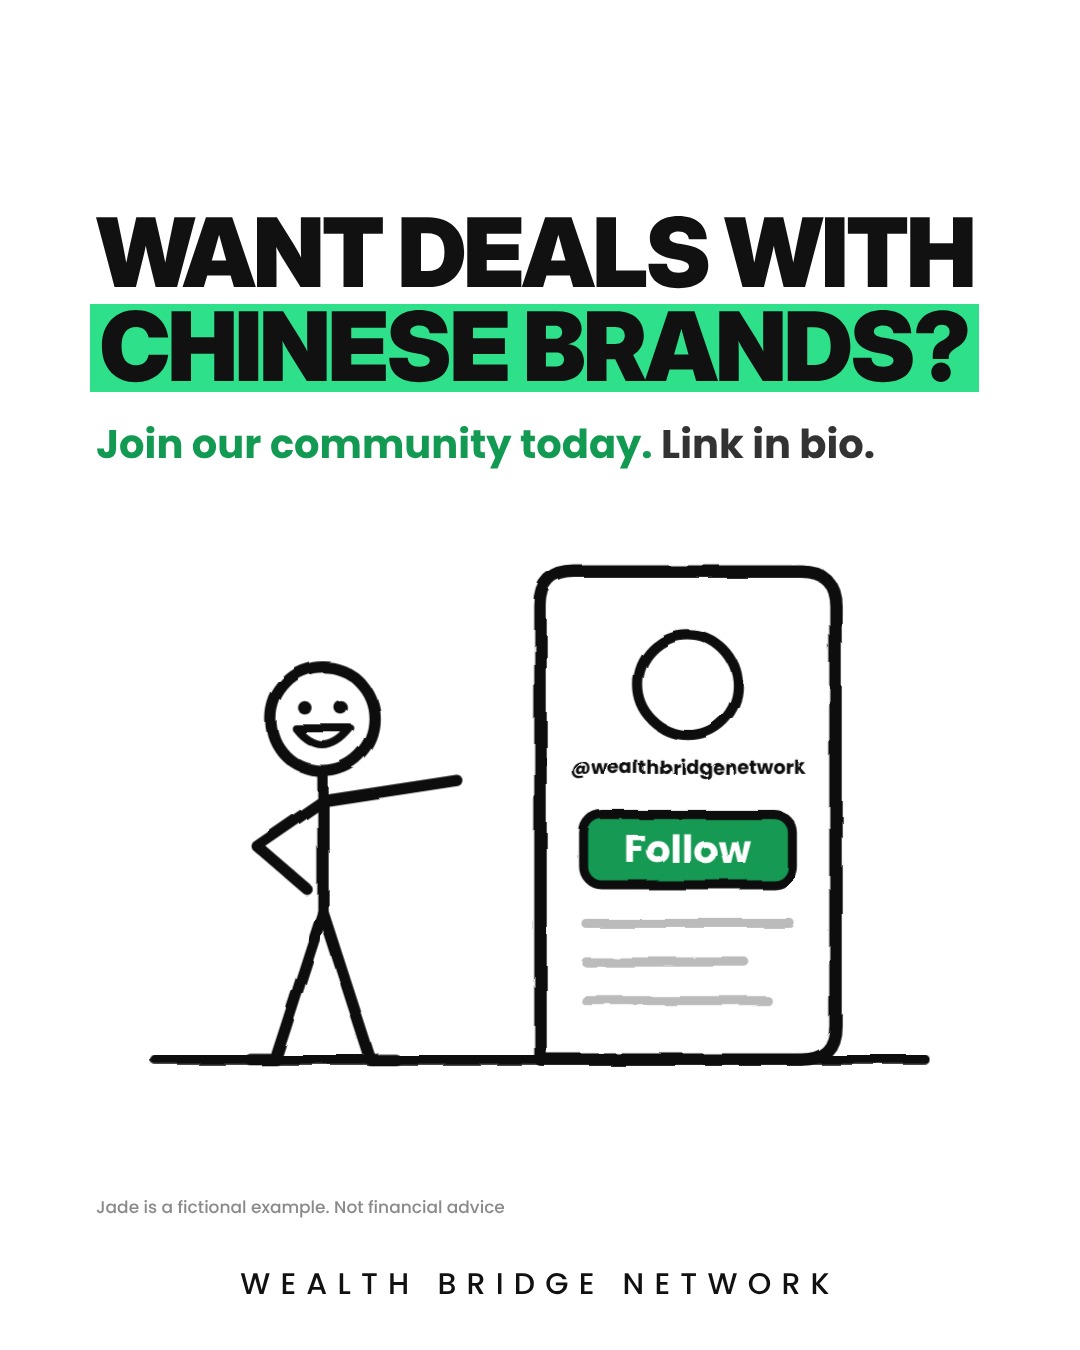 WANT DEALS WITH
CHINESE BRANDS?
Join our community today. Link in bio.
@wealthbridgenetwork
Follow
Jade is a fictional example. Not financial advice
WEALTH BRIDGE NETWORK